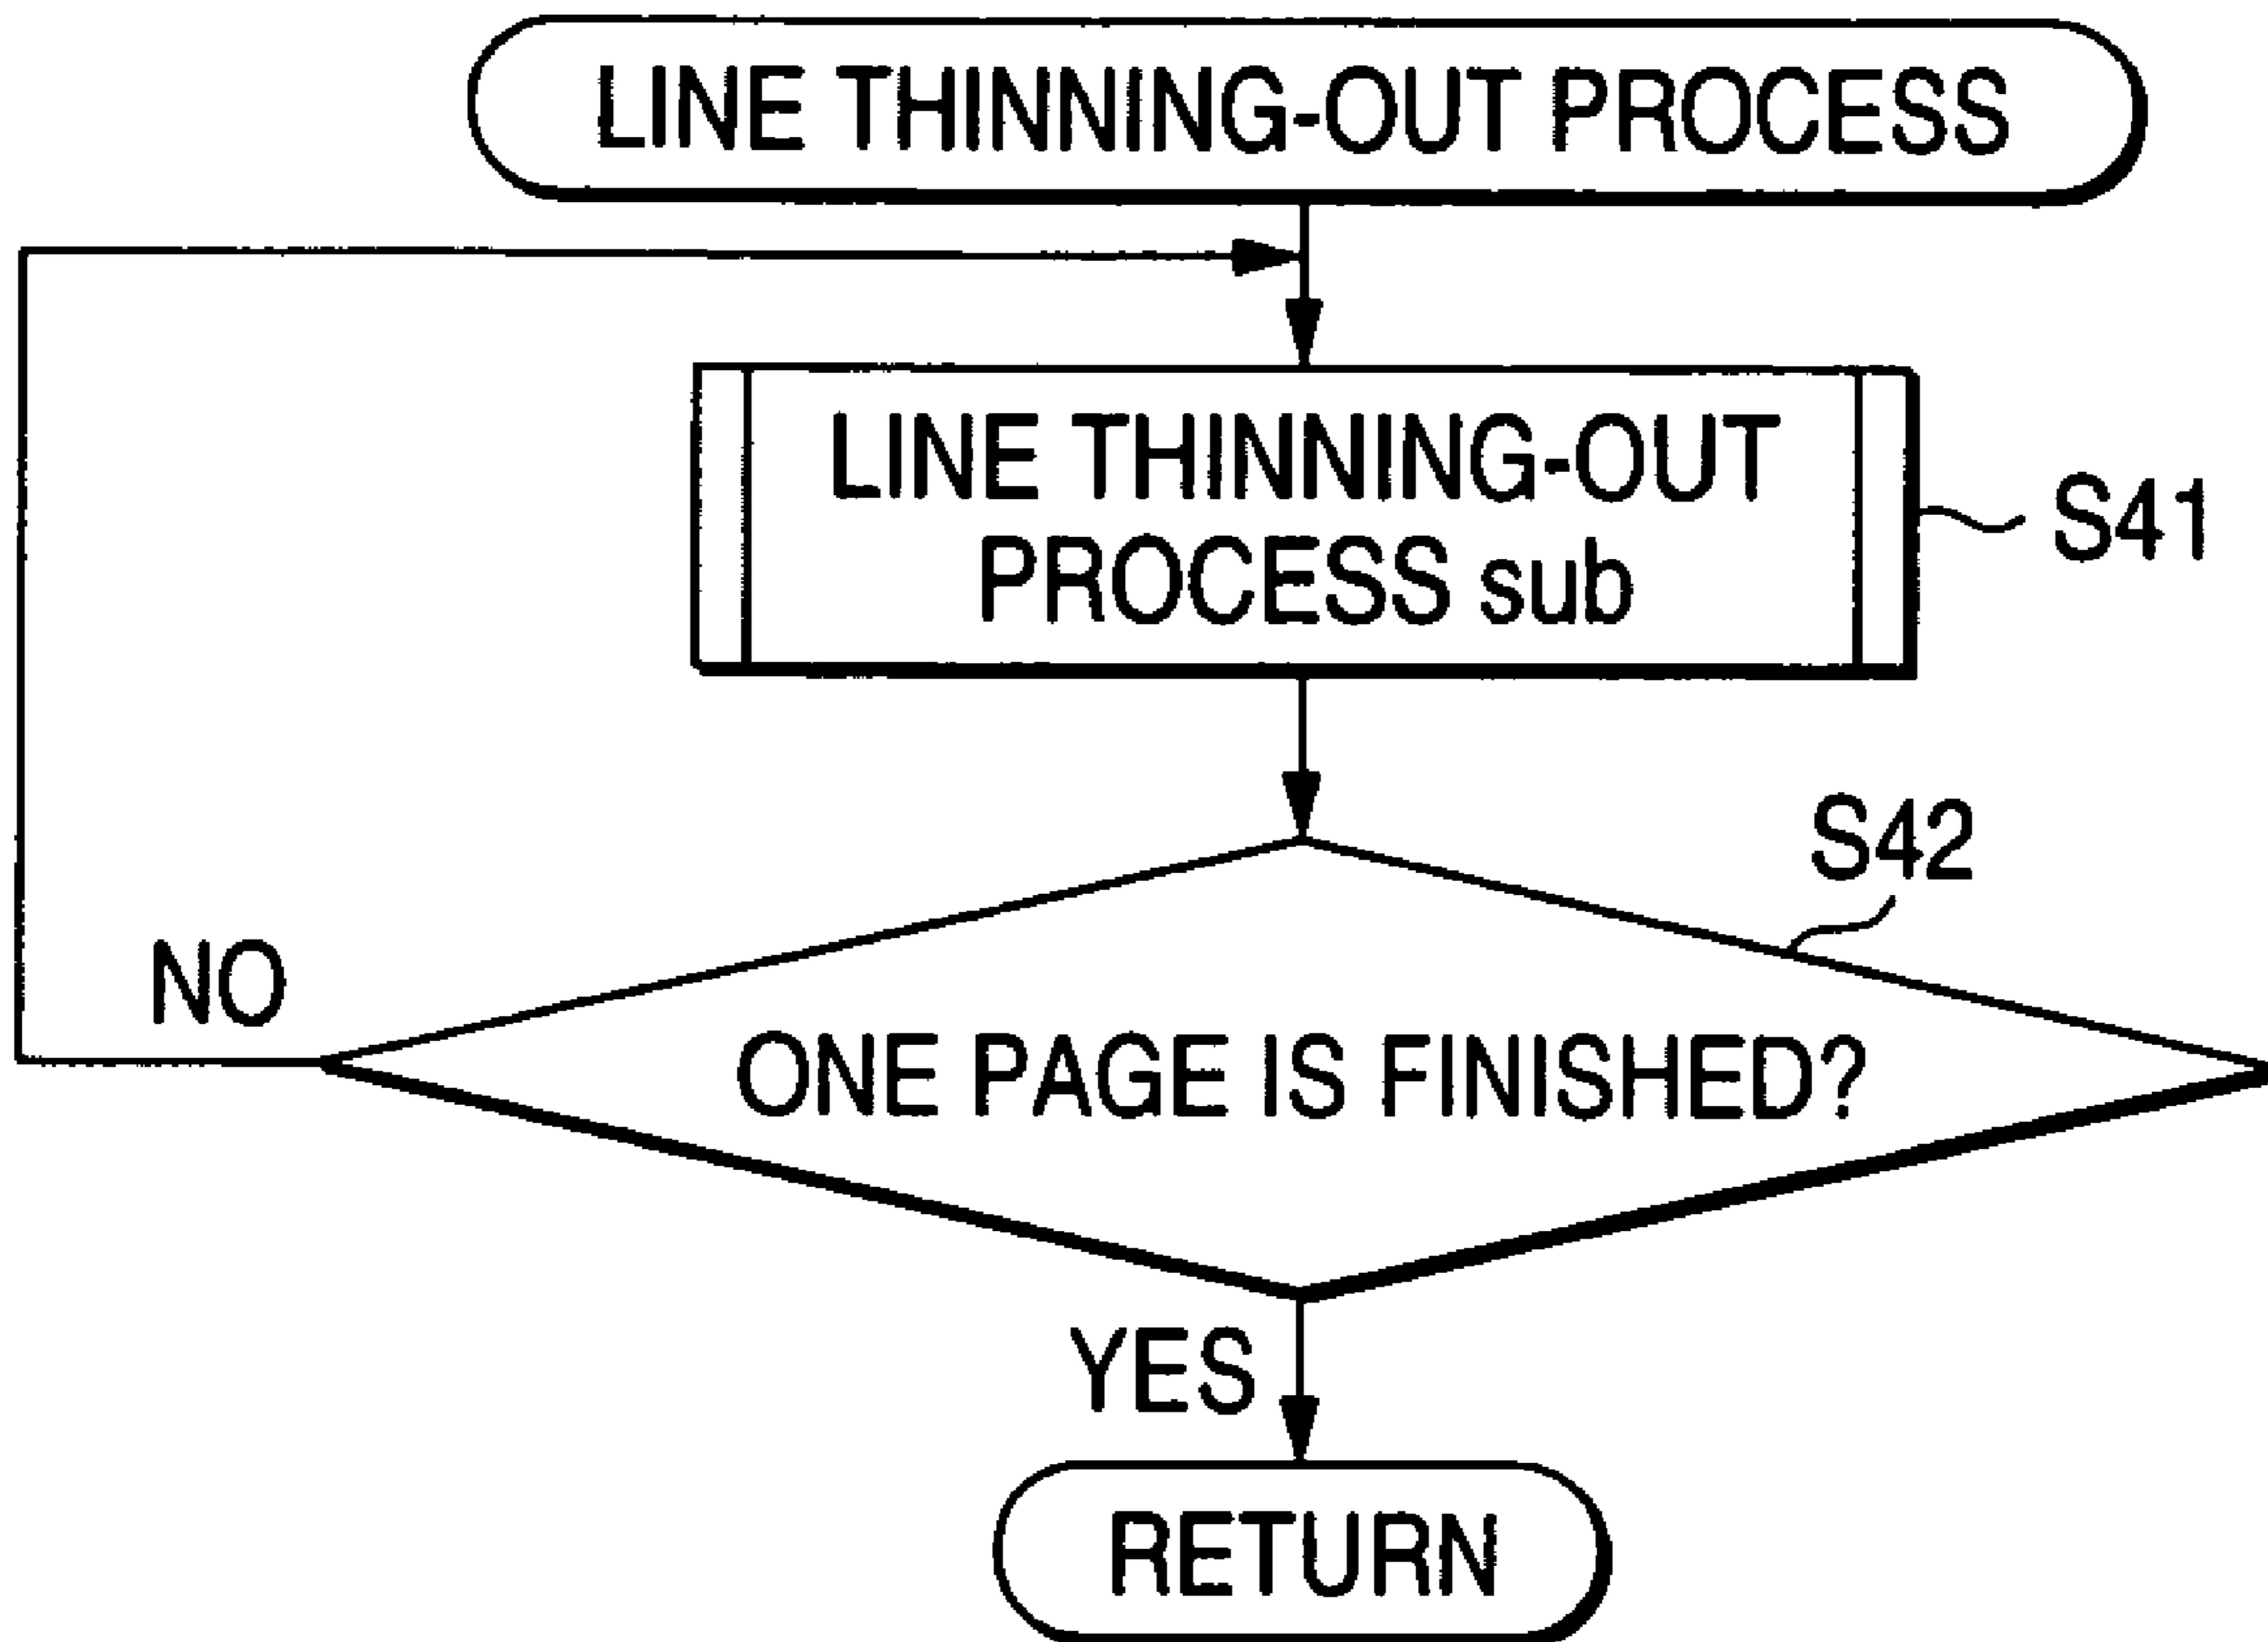 LINE THINNING-OUT PROCESS
LINE THINNING-OUT
PROCESS sub
S41
S42
NO
ONE PAGE IS FINISHED?
YES
RETURN